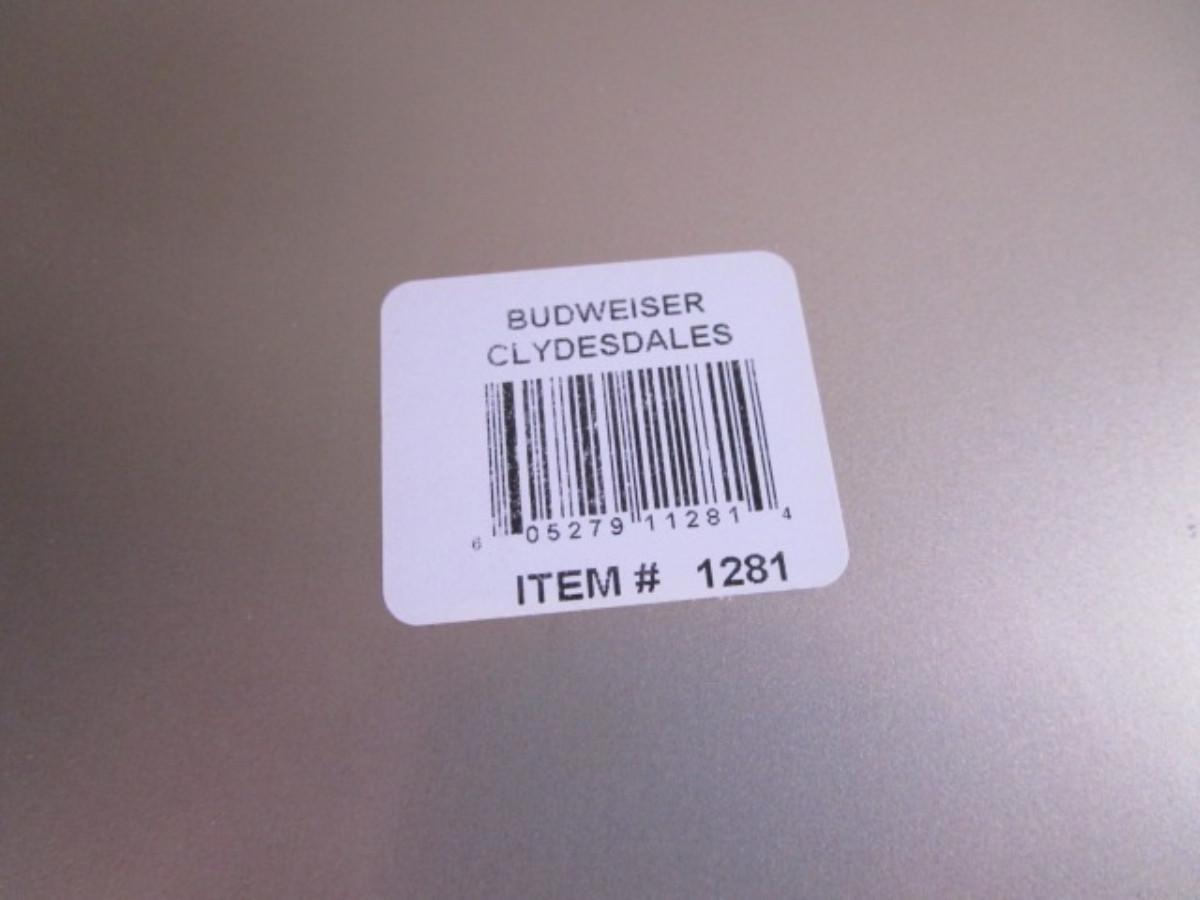 BUDWEISER
CLYDESDALES
6 05279 11281 4
ITEM # 1281